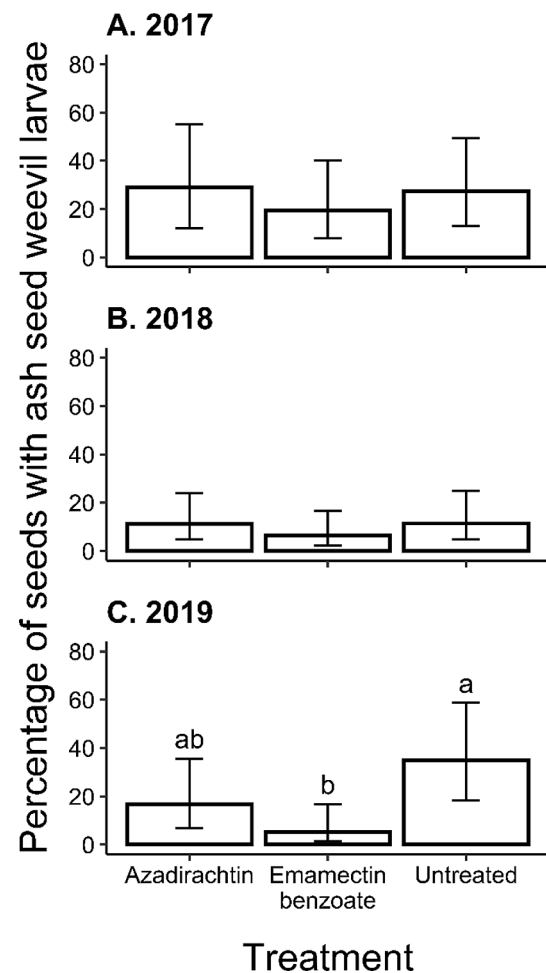 Percentage of seeds with ash seed weevil larvae
A. 2017
80
60
40
20
0
B. 2018
80
60
40
20
0
C. 2019
80
60
40
20
0
ab
b
a
Azadirachtin
Emamectin
benzoate
Untreated
Treatment